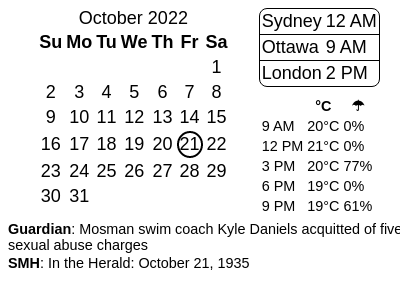 October 2022
Su Mo Tu We Th Fr Sa
1
2 3 4 5 6 7 8
9 10 11 12 13 14 15
16 17 18 19 20 21 22
23 24 25 26 27 28 29
30 31
Sydney 12 AM
Ottawa 9 AM
London 2 PM
°C ☂
9 AM 20°C 0%
12 PM 21°C 0%
3 PM 20°C 77%
6 PM 19°C 0%
9 PM 19°C 61%
Guardian: Mosman swim coach Kyle Daniels acquitted of five
sexual abuse charges
SMH: In the Herald: October 21, 1935